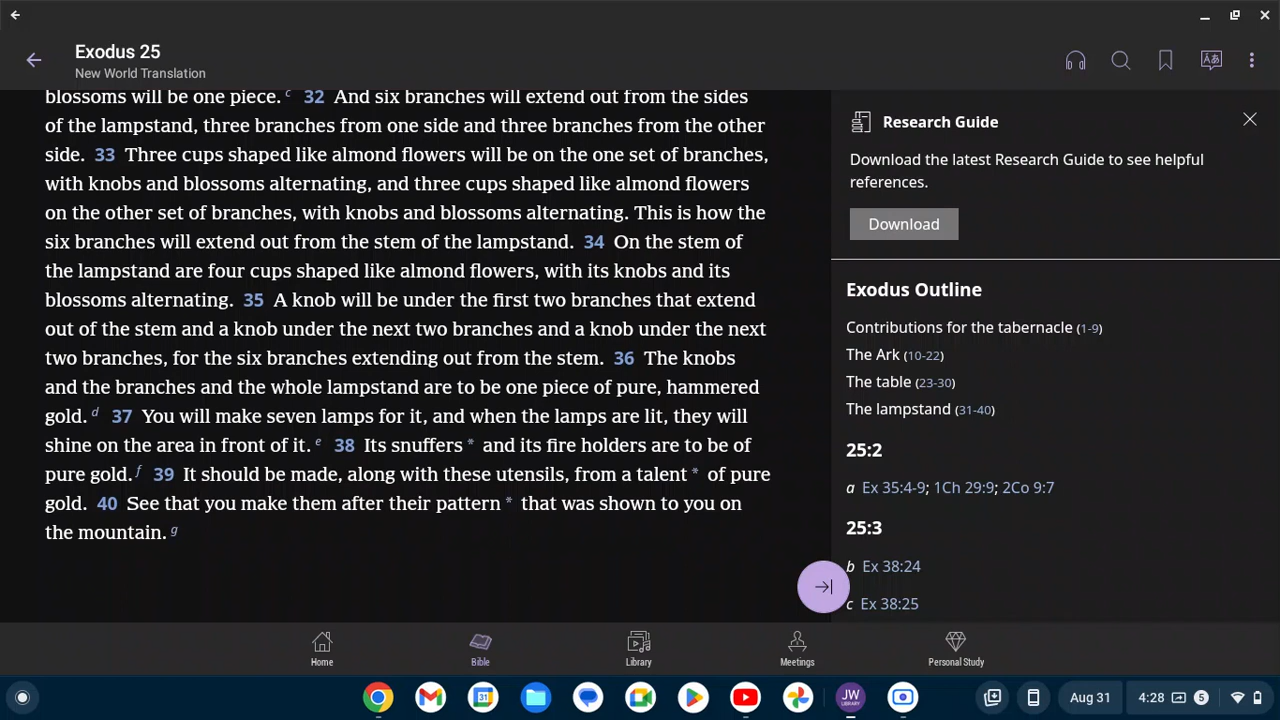 Exodus 25
New World Translation
blossoms will be one piece. c 32 And six branches will extend out from the sides
of the lampstand, three branches from one side and three branches from the other
side. 33 Three cups shaped like almond flowers will be on the one set of branches,
with knobs and blossoms alternating, and three cups shaped like almond flowers
on the other set of branches, with knobs and blossoms alternating. This is how the
six branches will extend out from the stem of the lampstand. 34 On the stem of
the lampstand are four cups shaped like almond flowers, with its knobs and its
blossoms alternating. 35 A knob will be under the first two branches that extend
out of the stem and a knob under the next two branches and a knob under the next
two branches, for the six branches extending out from the stem. 36 The knobs
and the branches and the whole lampstand are to be one piece of pure, hammered
gold. d 37 You will make seven lamps for it, and when the lamps are lit, they will
shine on the area in front of it. e 38 Its snuffers * and its fire holders are to be of
pure gold. f 39 It should be made, along with these utensils, from a talent * of pure
gold. 40 See that you make them after their pattern * that was shown to you on
the mountain. g
Research Guide
Download the latest Research Guide to see helpful
references.
Download
Exodus Outline
Contributions for the tabernacle (1-9)
The Ark (10-22)
The table (23-30)
The lampstand (31-40)
25:2
a Ex 35:4-9; 1Ch 29:9; 2Co 9:7
25:3
b Ex 38:24
c Ex 38:25
Home
Bible
Library
Meetings
Personal Study
31
JW
LIBRARY
Aug 31
4:28
5